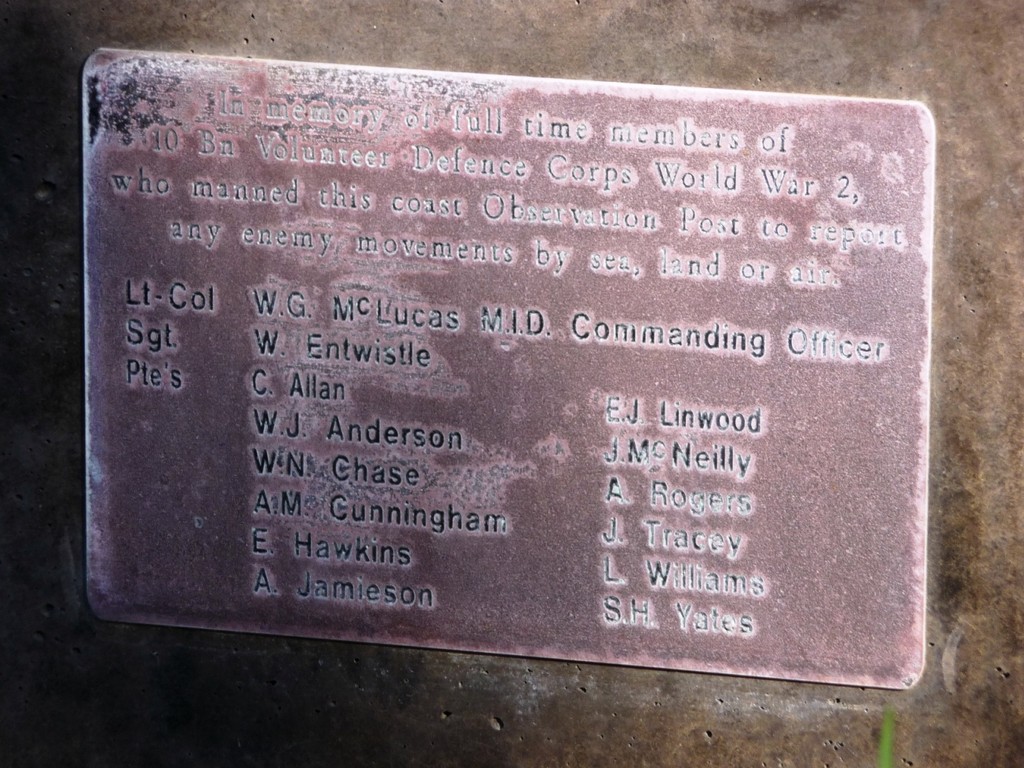 In memory of full time members of
10 Bn Volunteer Defence Corps World War 2,
who manned this coast Observation Post to report
any enemy movements by sea, land or air.
Lt-Col W.G. McLucas M.I.D. Commanding Officer
Sgt. W. Entwistle
Pte's C. Allan E.J. Linwood
W.J. Anderson J.McNeilly
W.N. Chase A. Rogers
A.M. Cunningham J. Tracey
E. Hawkins L. Williams
A. Jamieson S.H. Yates